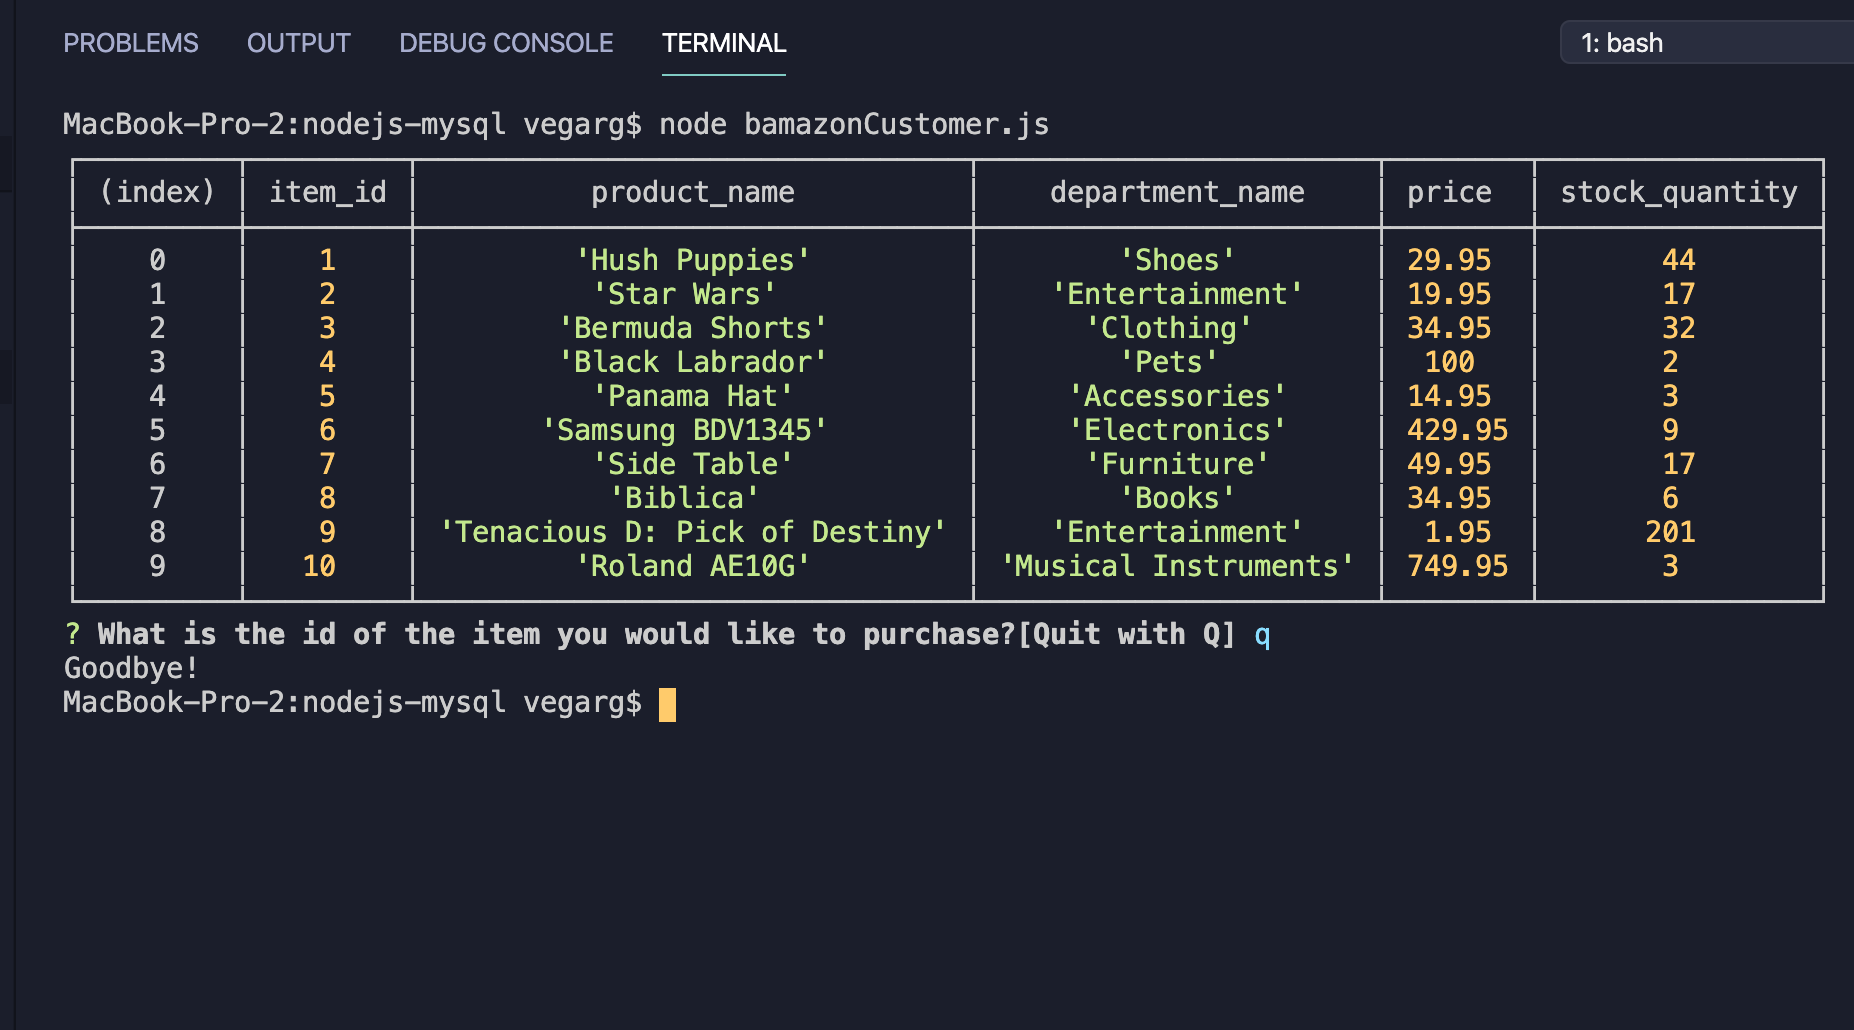 PROBLEMS OUTPUT DEBUG CONSOLE TERMINAL 1: bash
MacBook-Pro-2:nodejs-mysql vegarg$ node bamazonCustomer.js
(index) item_id product_name department_name price stock_quantity
0 1 'Hush Puppies' 'Shoes' 29.95 44
1 2 'Star Wars' 'Entertainment' 19.95 17
2 3 'Bermuda Shorts' 'Clothing' 34.95 32
3 4 'Black Labrador' 'Pets' 100 2
4 5 'Panama Hat' 'Accessories' 14.95 3
5 6 'Samsung BDV1345' 'Electronics' 429.95 9
6 7 'Side Table' 'Furniture' 49.95 17
7 8 'Biblica' 'Books' 34.95 6
8 9 'Tenacious D: Pick of Destiny' 'Entertainment' 1.95 201
9 10 'Roland AE10G' 'Musical Instruments' 749.95 3
? What is the id of the item you would like to purchase?[Quit with Q] q
Goodbye!
MacBook-Pro-2:nodejs-mysql vegarg$